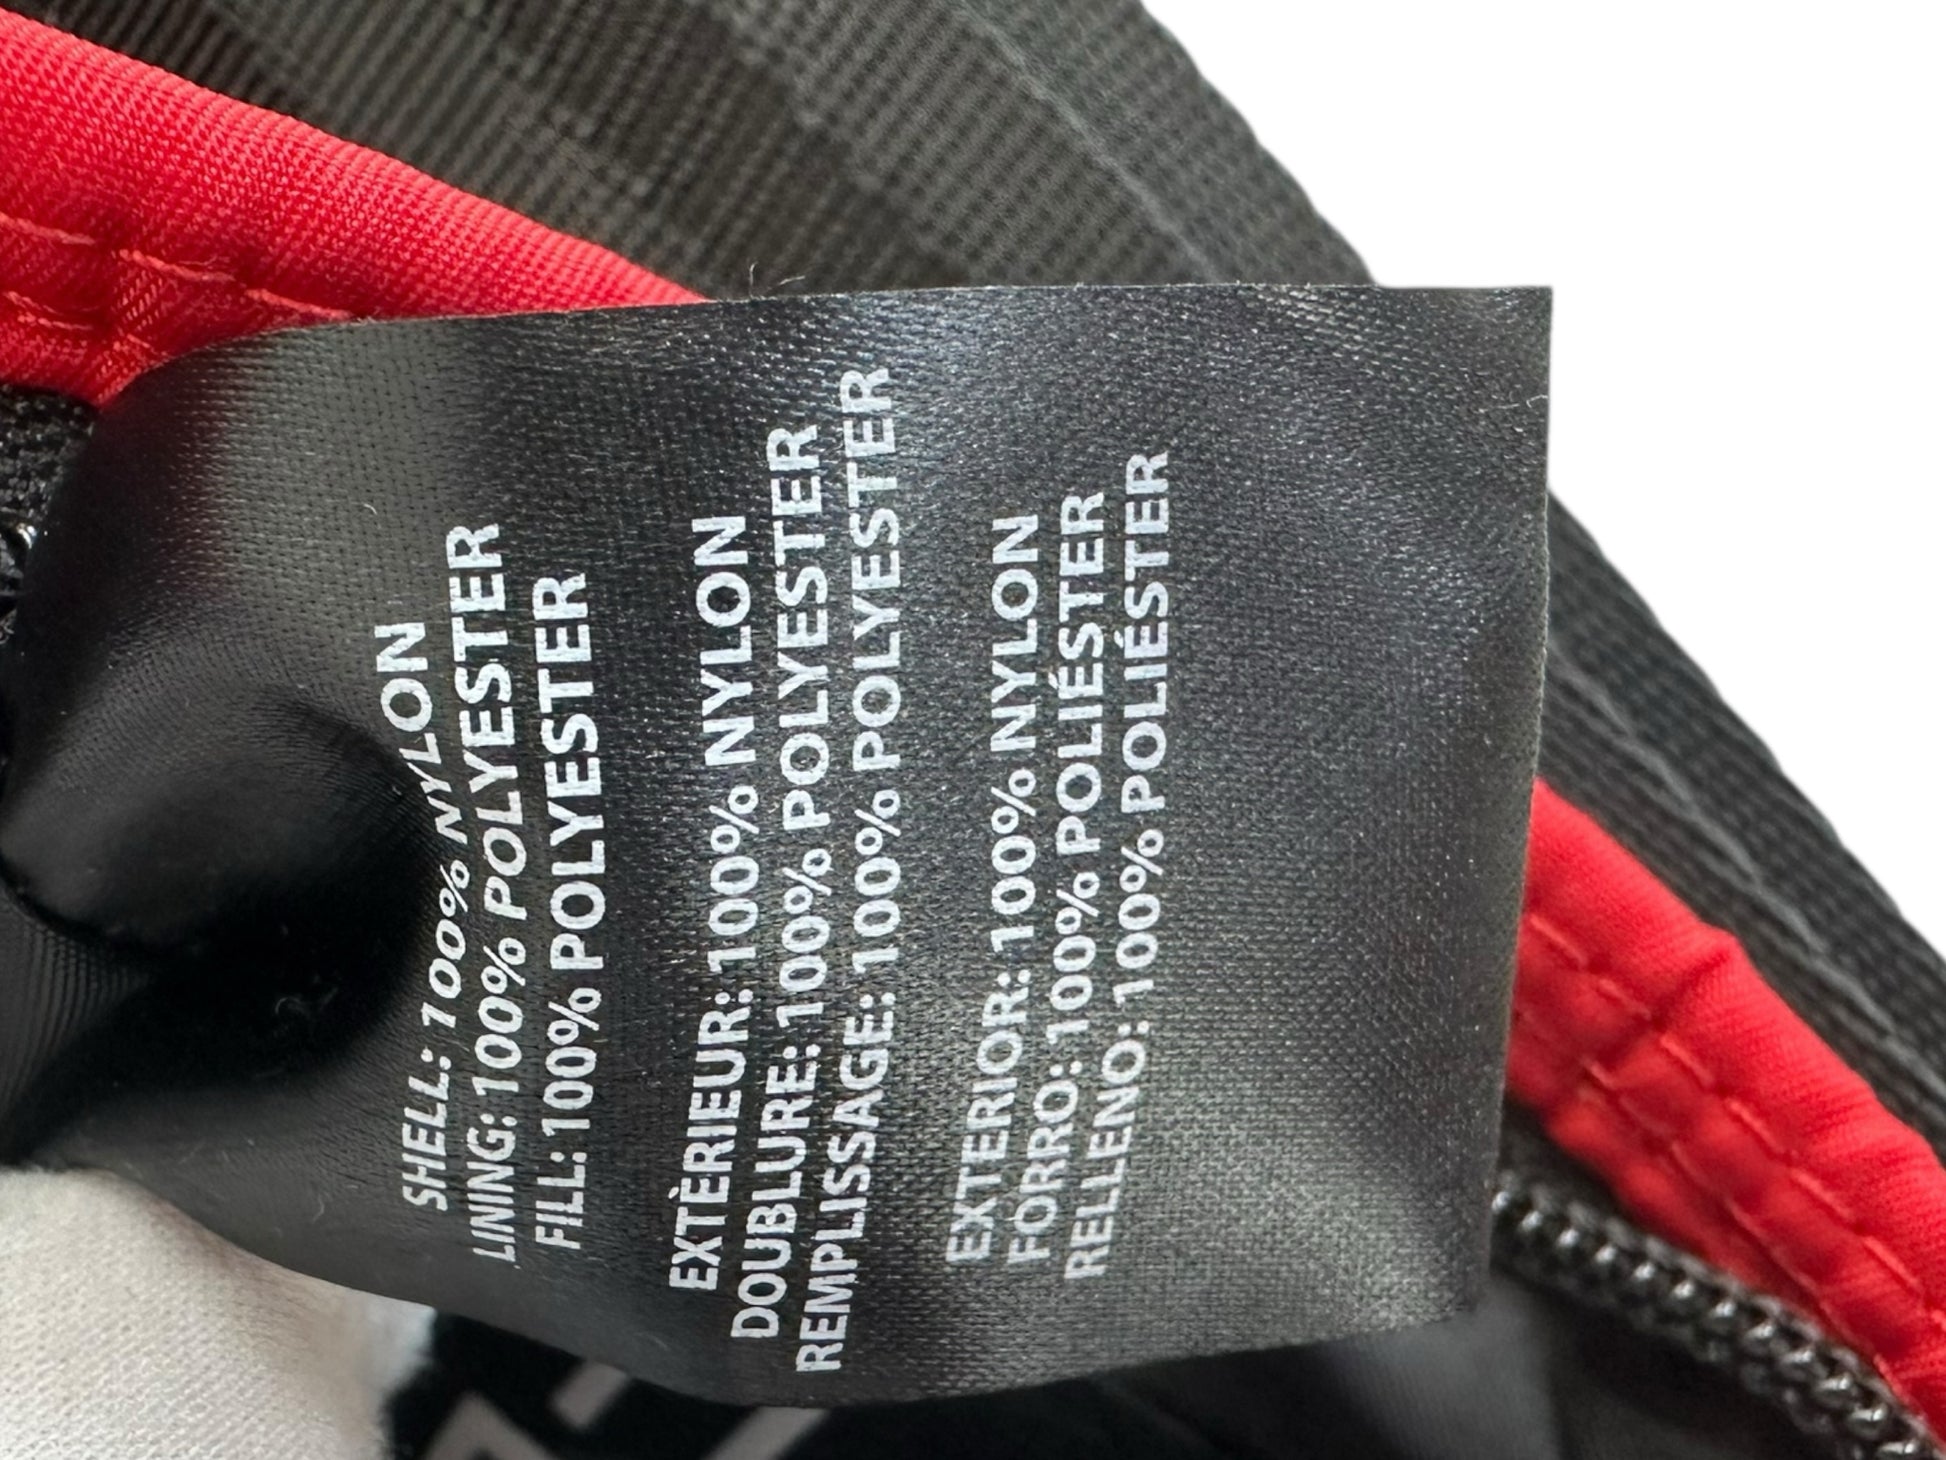 SHELL: 100% NYLON
LINING: 100% POLYESTER
FILL: 100% POLYESTER
EXTÈRIEUR: 100% NYLON
DOUBLURE: 100% POLYESTER
REMPLISSAGE: 100% POLYESTER
EXTERIOR: 100% NYLON
FORRO: 100% POLIÉSTER
RELLENO: 100% POLIÉSTER